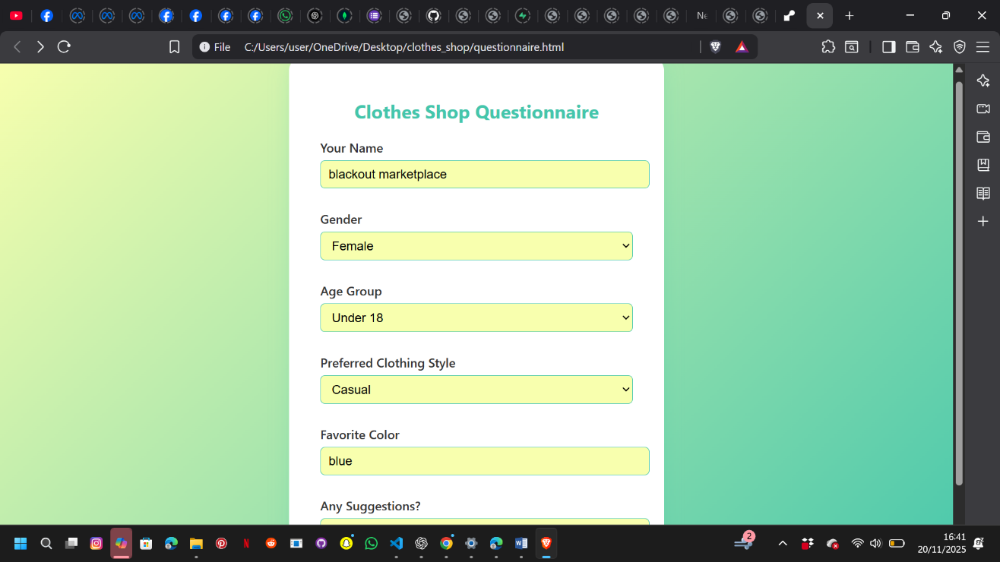 Ne
File C:/Users/user/OneDrive/Desktop/clothes_shop/questionnaire.html
Clothes Shop Questionnaire
Your Name
blackout marketplace
Gender
Female
Age Group
Under 18
Preferred Clothing Style
Casual
Favorite Color
blue
Any Suggestions?
2
16:41
20/11/2025